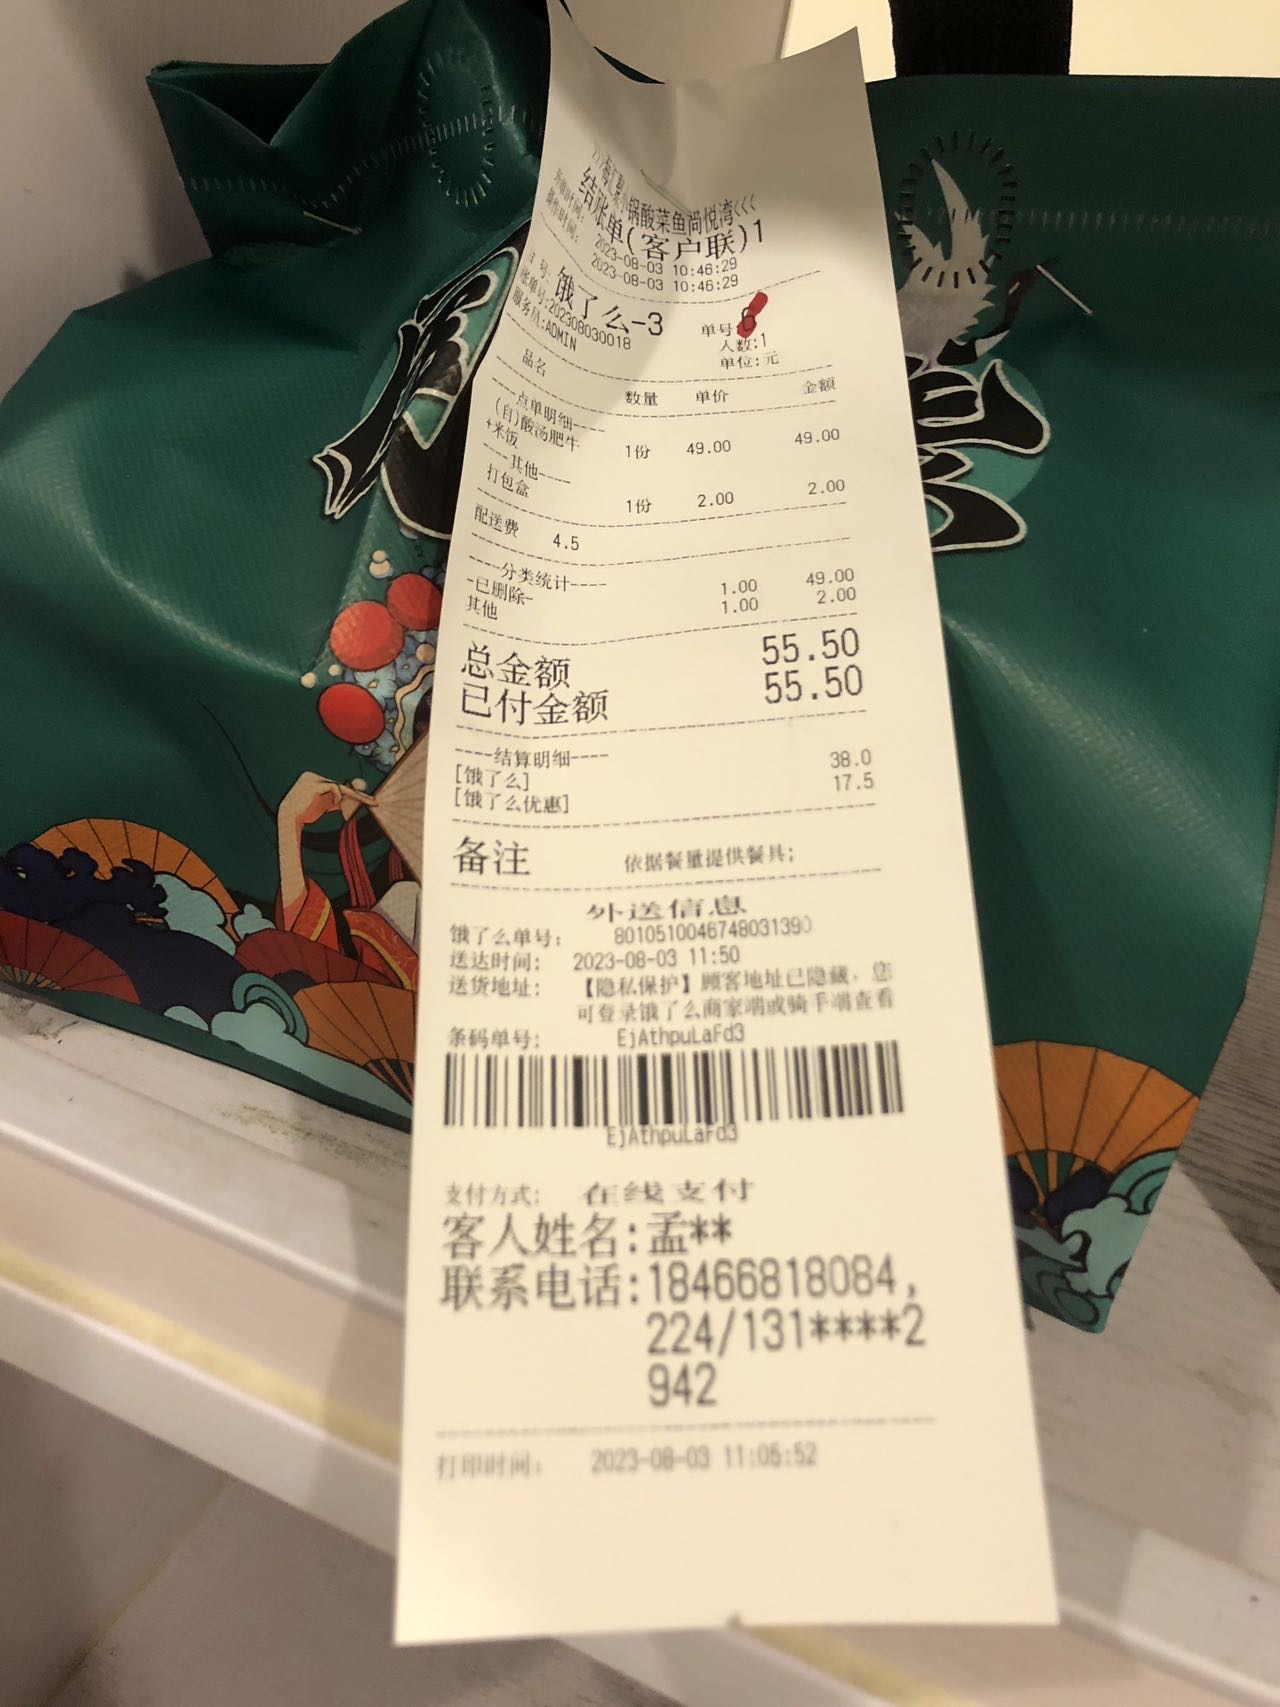 锅酸菜鱼尚悦湾<<<
结账单(客户联)1
2023-08-03 10:46:29
2023-08-03 10:46:29
号: 饿了么-3 单号:6
账单号:202308030018 人数:1
服务员:ADMIN 单位:元
品名 数量 单价 金额
----点单明细----
(自)酸汤肥牛 1份 49.00 49.00
+米饭
----其他----
打包盒 1份 2.00 2.00
配送费 4.5
----分类统计----
-已删除- 1.00 49.00
其他 1.00 2.00
总金额 55.50
已付金额 55.50
----结算明细----
[饿了么] 38.0
[饿了么优惠] 17.5
备注 依据餐量提供餐具;
外送信息
饿了么单号: 801051004674803139
送达时间: 2023-08-03 11:50
送货地址: 【隐私保护】顾客地址已隐藏,您
可登录饿了么商家端或骑手端查看
条码单号: EjAthpuLaFd3
EjAthpuLaFd3
支付方式: 在线支付
客人姓名:孟**
联系电话:18466818084,
224/131****2
942
打印时间: 2023-08-03 11:05:52